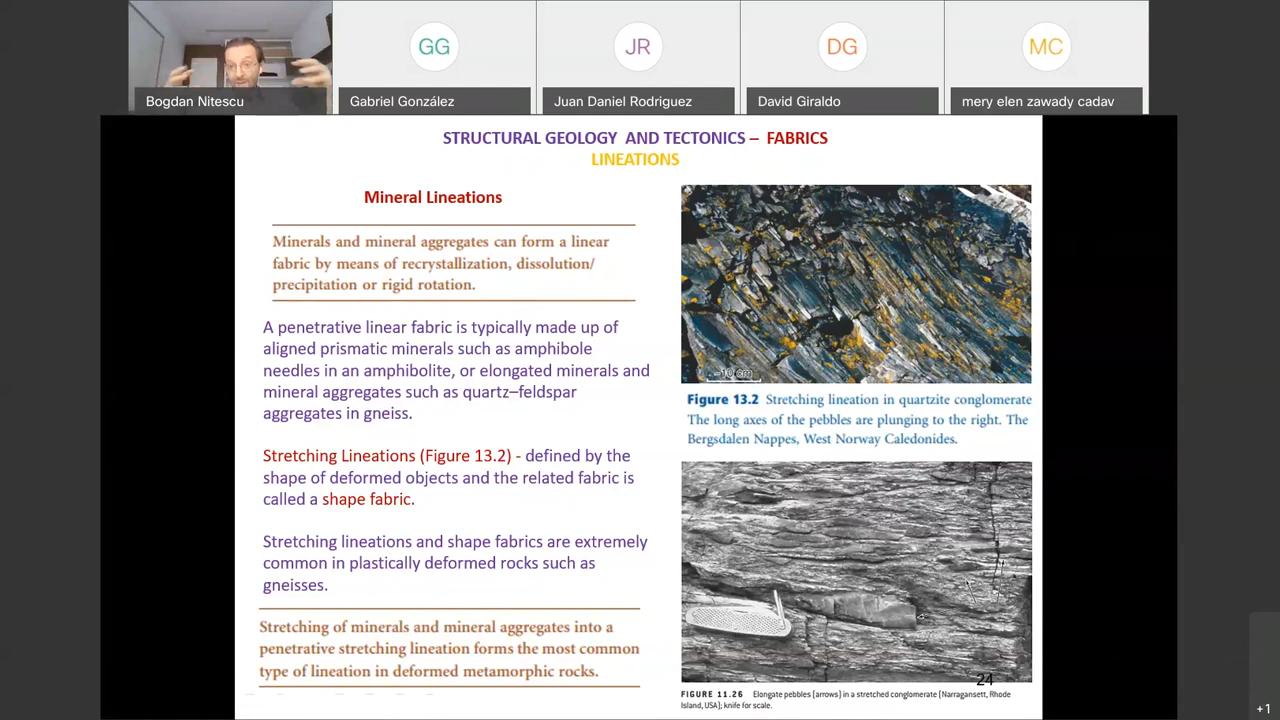 GG
JR
DG
MC
Bogdan Nitescu
Gabriel González
Juan Daniel Rodriguez
David Giraldo
mery elen zawady cadav
STRUCTURAL GEOLOGY AND TECTONICS – FABRICS
LINEATIONS
Mineral Lineations
Minerals and mineral aggregates can form a linear
fabric by means of recrystallization, dissolution/
precipitation or rigid rotation.
A penetrative linear fabric is typically made up of
aligned prismatic minerals such as amphibole
needles in an amphibolite, or elongated minerals and
mineral aggregates such as quartz–feldspar
aggregates in gneiss.
Stretching Lineations (Figure 13.2) - defined by the
shape of deformed objects and the related fabric is
called a shape fabric.
Stretching lineations and shape fabrics are extremely
common in plastically deformed rocks such as
gneisses.
Stretching of minerals and mineral aggregates into a
penetrative stretching lineation forms the most common
type of lineation in deformed metamorphic rocks.
10 cm
Figure 13.2 Stretching lineation in quartzite conglomerate
The long axes of the pebbles are plunging to the right. The
Bergsdalen Nappes, West Norway Caledonides.
24
FIGURE 11.26 Elongate pebbles (arrows) in a stretched conglomerate (Narragansett, Rhode
Island, USA); knife for scale.
+1